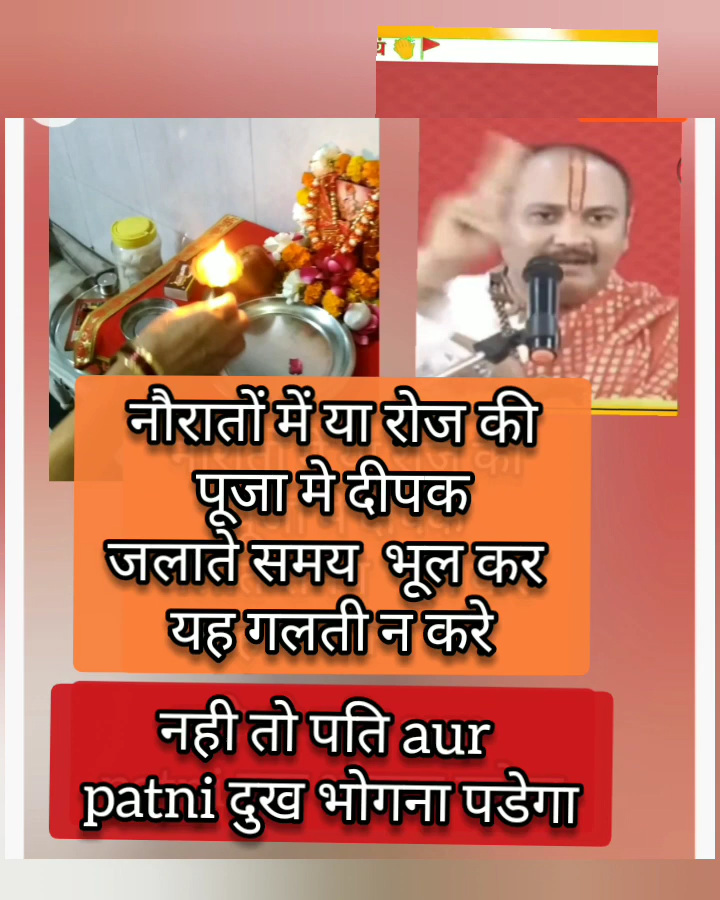 नौरातों में या रोज की
पूजा मे दीपक
जलाते समय भूल कर
यह गलती न करे
नही तो पति aur
patni दुख भोगना पडेगा